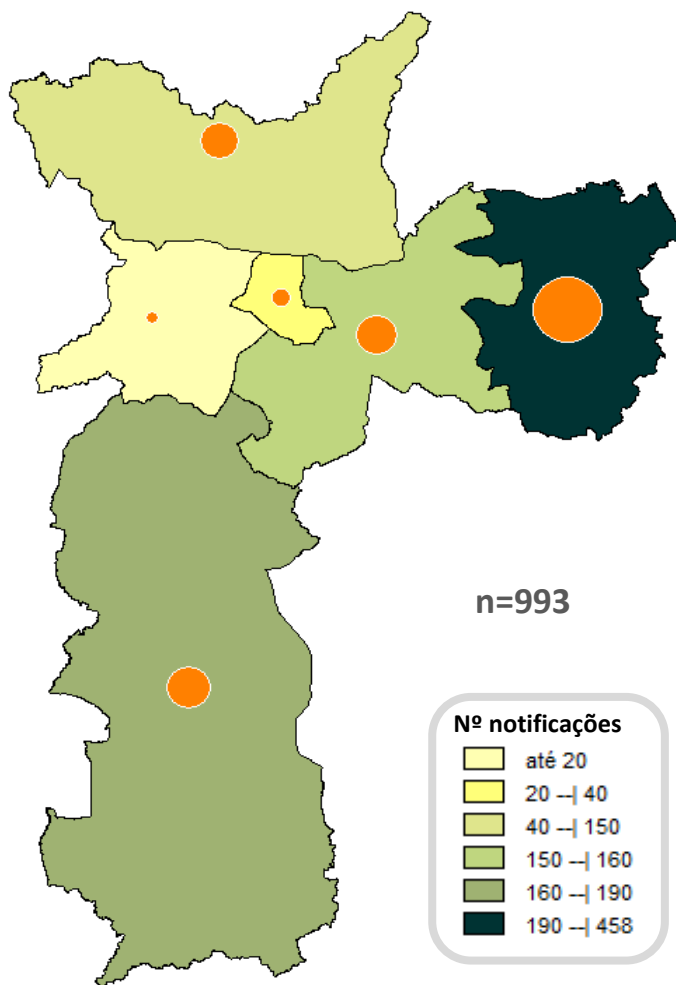 n=993
Nº notificações
até 20
20 --| 40
40 --| 150
150 --| 160
160 --| 190
190 --| 458